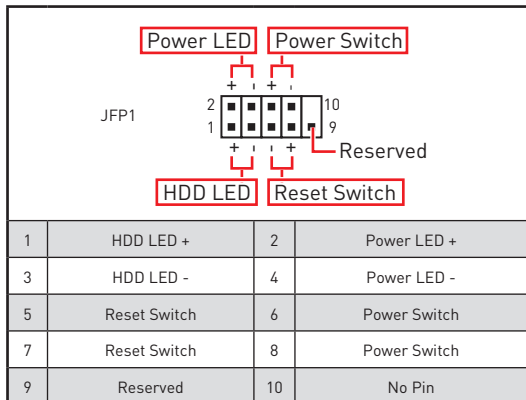 Power LED Power Switch
+ - + -
JFP1
2 10
1 9
+ - - +
Reserved
HDD LED Reset Switch
1 HDD LED + 2 Power LED +
3 HDD LED - 4 Power LED -
5 Reset Switch 6 Power Switch
7 Reset Switch 8 Power Switch
9 Reserved 10 No Pin